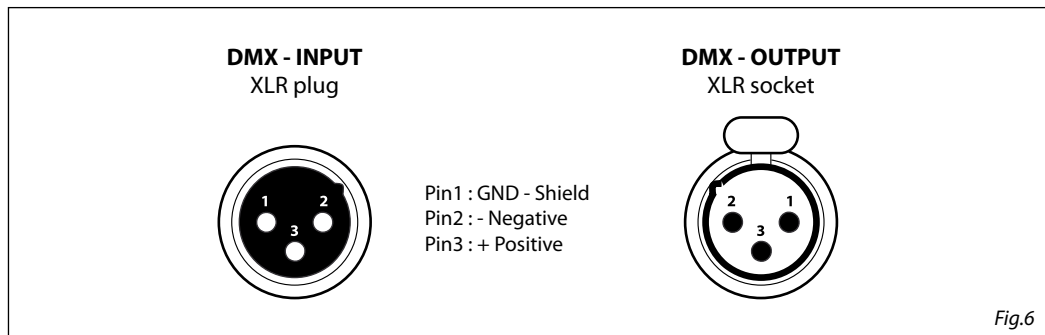 DMX - INPUT
XLR plug
DMX - OUTPUT
XLR socket
1 2
3
Pin1 : GND - Shield
Pin2 : - Negative
Pin3 : + Positive
2 1
3
Fig.6